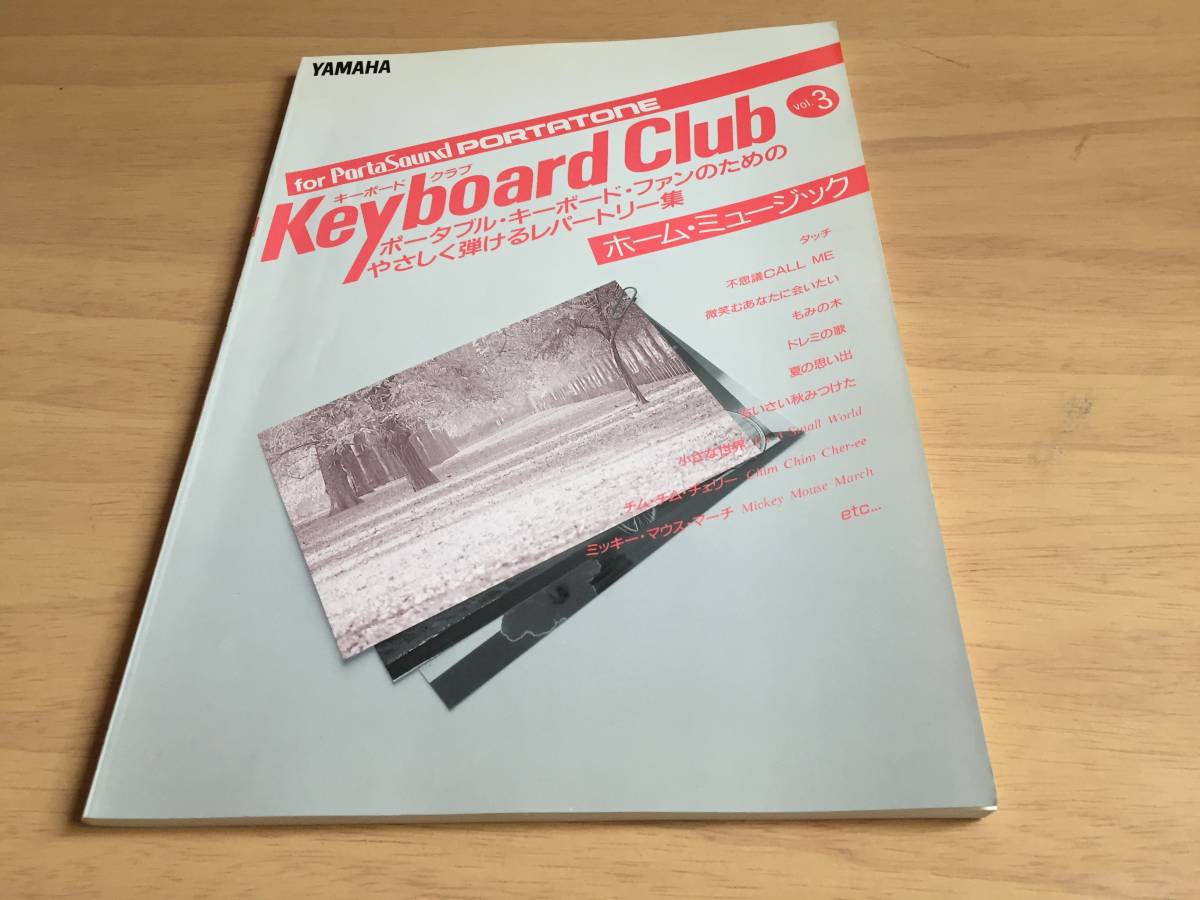 YAMAHA
for PortaSound PORTATONE
キーボード クラブ
Keyboard Club vol.3
ポータブル・キーボード・ファンのための
やさしく弾けるレパートリー集
ホーム・ミュージック
タッチ
不思議CALL ME
微笑むあなたに会いたい
もみの木
ドレミの歌
夏の思い出
ちいさい秋みつけた
小さな世界 Small World
チム・チム・チェリー Chim Chim Cher-ee
ミッキー・マウス・マーチ Mickey Mouse March
etc...